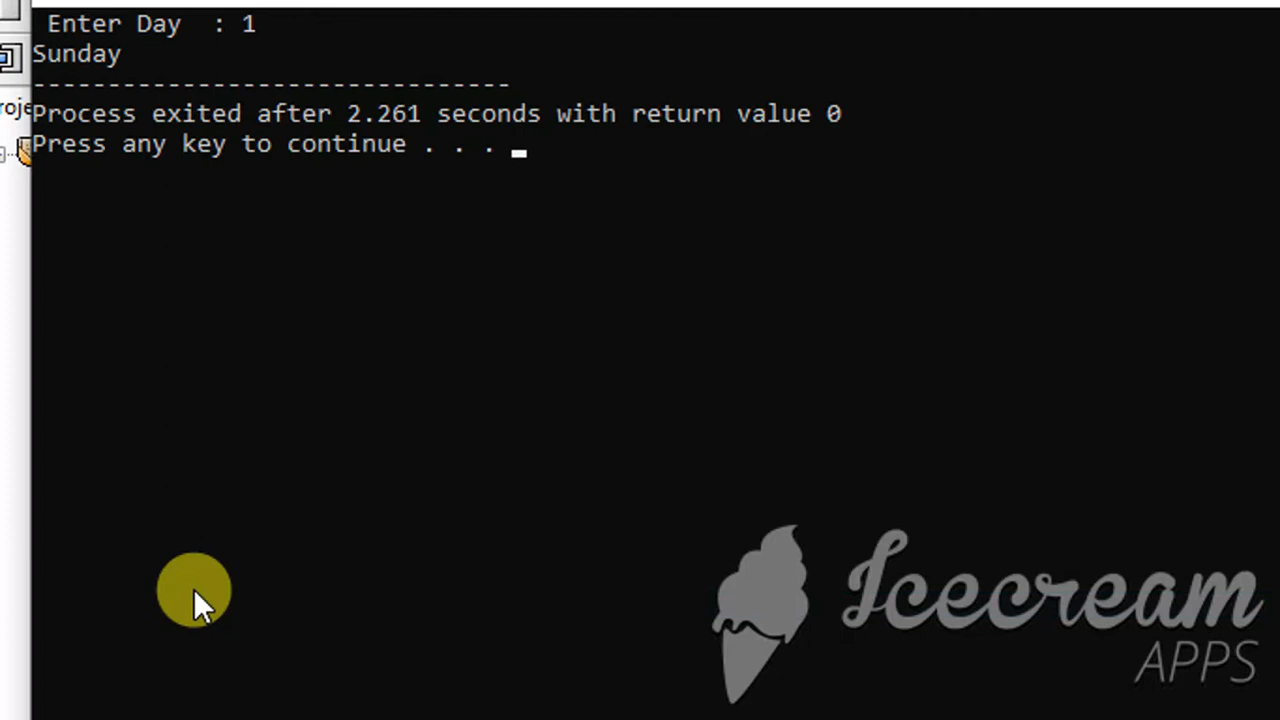 Enter Day  : 1
Sunday
--------------------------------
Process exited after 2.261 seconds with return value 0
Press any key to continue . . .
roje
Icecream
APPS